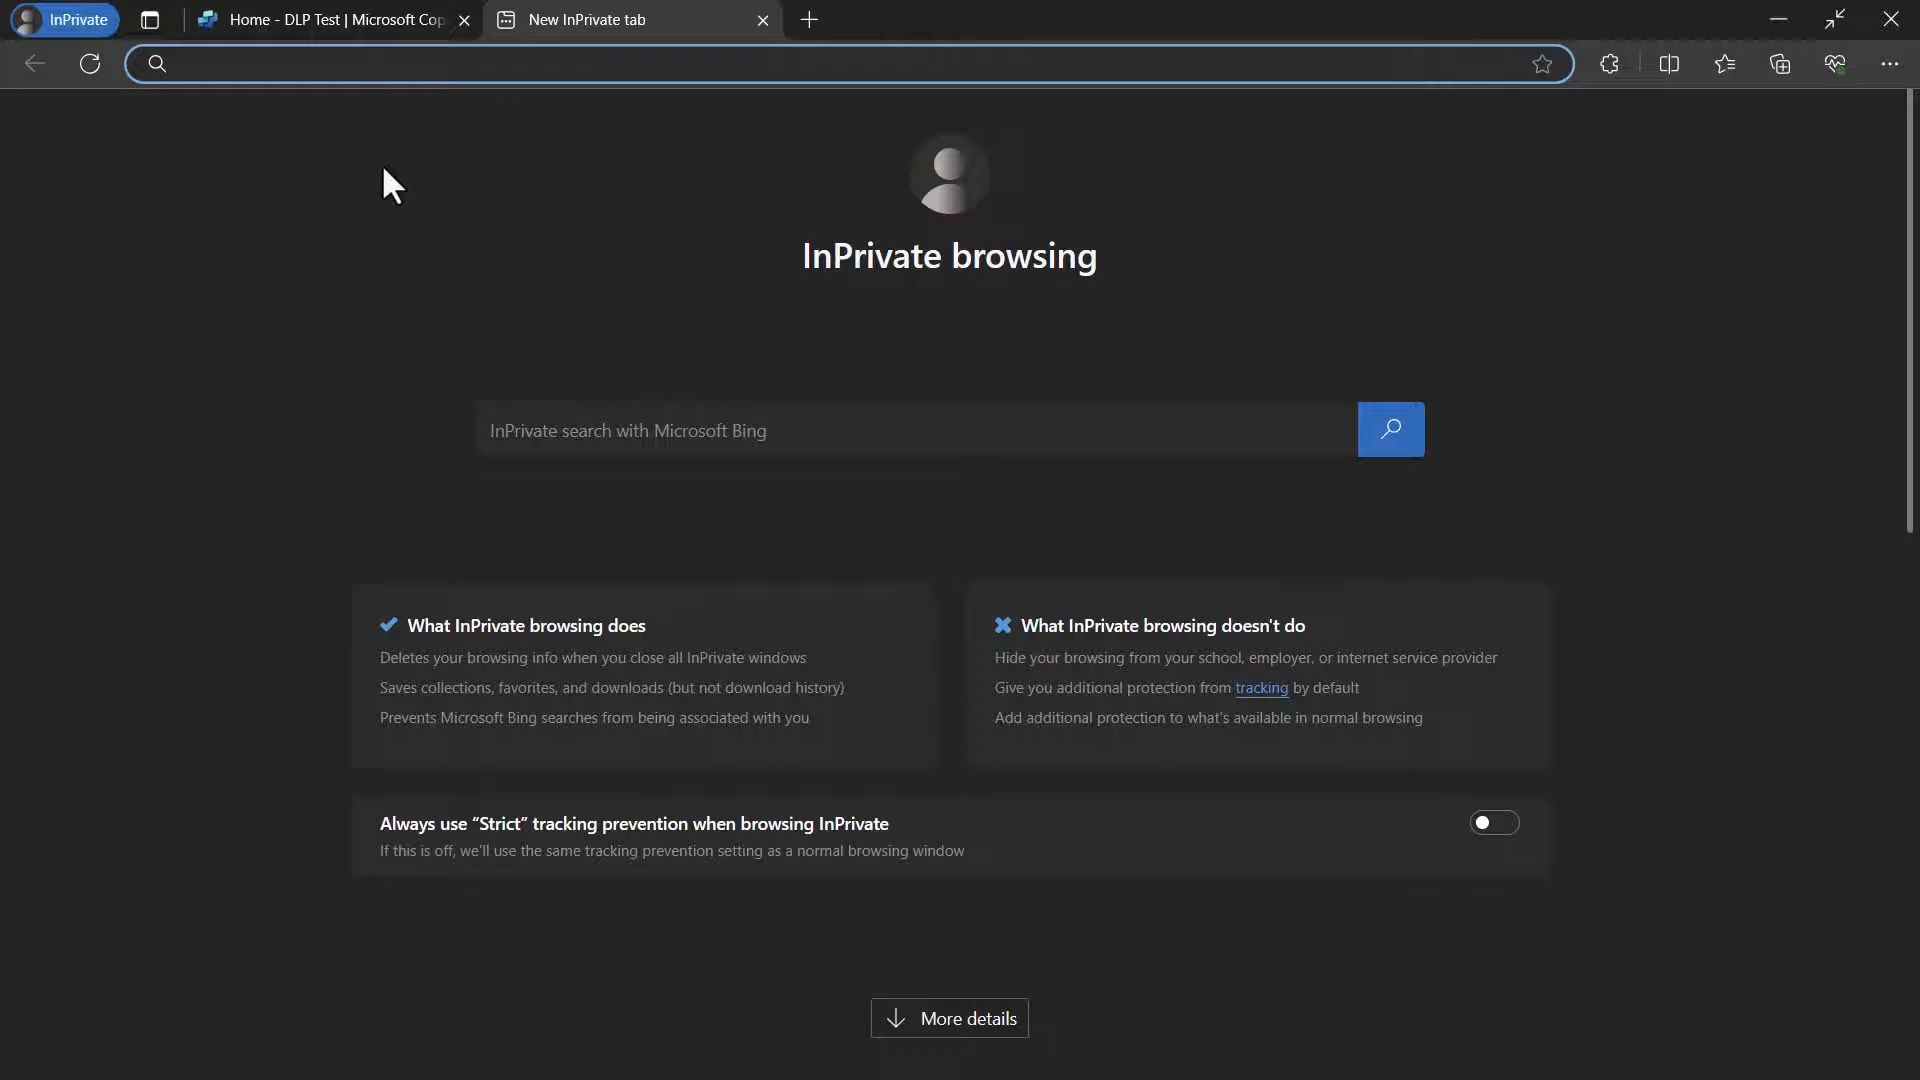 InPrivate
Home - DLP Test | Microsoft Cop
New InPrivate tab
InPrivate browsing
InPrivate search with Microsoft Bing
What InPrivate browsing does
Deletes your browsing info when you close all InPrivate windows
Saves collections, favorites, and downloads (but not download history)
Prevents Microsoft Bing searches from being associated with you
What InPrivate browsing doesn't do
Hide your browsing from your school, employer, or internet service provider
Give you additional protection from tracking by default
Add additional protection to what's available in normal browsing
Always use “Strict” tracking prevention when browsing InPrivate
If this is off, we'll use the same tracking prevention setting as a normal browsing window
More details